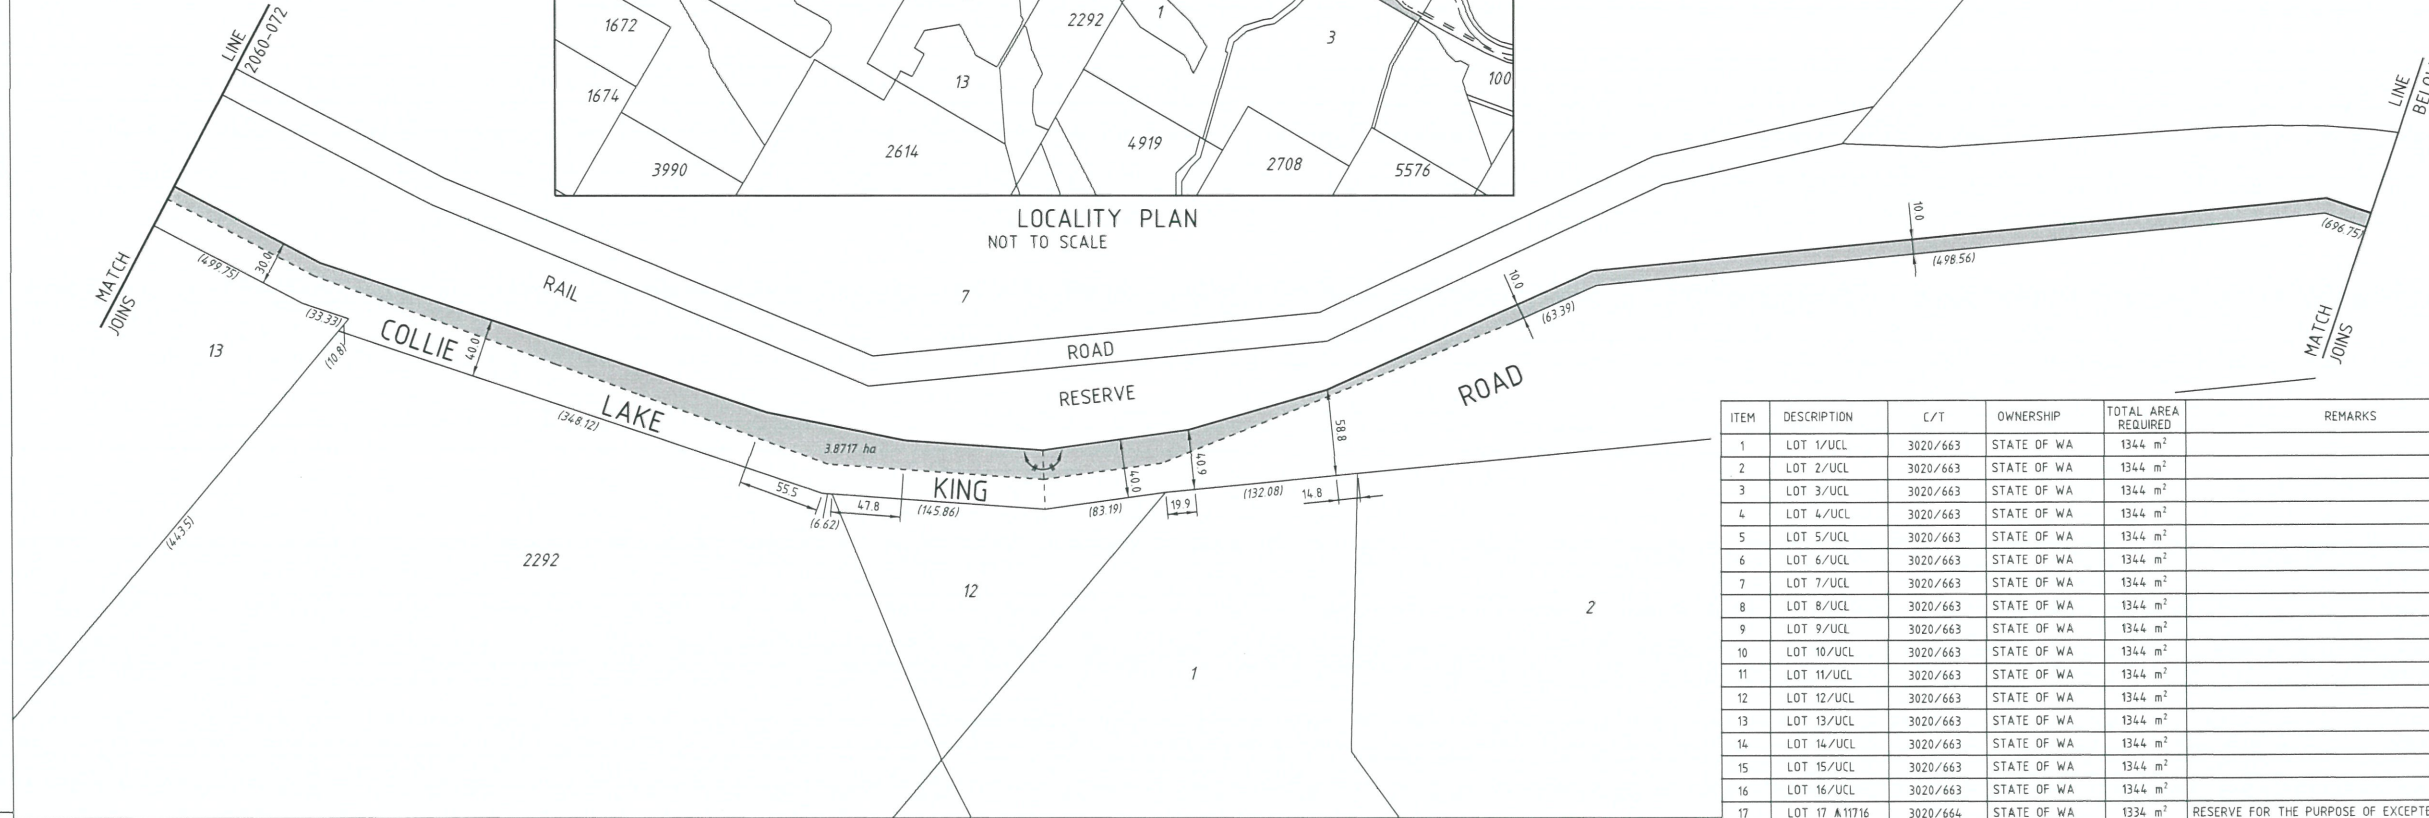 LINE
2060-072
MATCH
JOINS
1672
1674
3990
2614
13
2292
1
4919
3
2708
5576
100
LOCALITY PLAN
NOT TO SCALE
LINE
MATCH
JOINS
(499.75)
30.0
(33.33)
(10.8)
13
COLLIE
40.0
RAIL
7
ROAD
RESERVE
LAKE
(348.12)
3.8717 ha
55.5
(6.62)
47.8
KING
(145.86)
40.0
(83.19)
40.9
19.9
(132.08)
58.8
14.8
ROAD
10.0
(63.39)
10.0
(498.56)
(696.75)
(443.5)
2292
12
1
2
ITEM DESCRIPTION C/T OWNERSHIP TOTAL AREA REQUIRED REMARKS
1 LOT 1/UCL 3020/663 STATE OF WA 1344 m²
2 LOT 2/UCL 3020/663 STATE OF WA 1344 m²
3 LOT 3/UCL 3020/663 STATE OF WA 1344 m²
4 LOT 4/UCL 3020/663 STATE OF WA 1344 m²
5 LOT 5/UCL 3020/663 STATE OF WA 1344 m²
6 LOT 6/UCL 3020/663 STATE OF WA 1344 m²
7 LOT 7/UCL 3020/663 STATE OF WA 1344 m²
8 LOT 8/UCL 3020/663 STATE OF WA 1344 m²
9 LOT 9/UCL 3020/663 STATE OF WA 1344 m²
10 LOT 10/UCL 3020/663 STATE OF WA 1344 m²
11 LOT 11/UCL 3020/663 STATE OF WA 1344 m²
12 LOT 12/UCL 3020/663 STATE OF WA 1344 m²
13 LOT 13/UCL 3020/663 STATE OF WA 1344 m²
14 LOT 14/UCL 3020/663 STATE OF WA 1344 m²
15 LOT 15/UCL 3020/663 STATE OF WA 1344 m²
16 LOT 16/UCL 3020/663 STATE OF WA 1344 m²
17 LOT 17 11716 3020/664 STATE OF WA 1334 m² RESERVE FOR THE PURPOSE OF